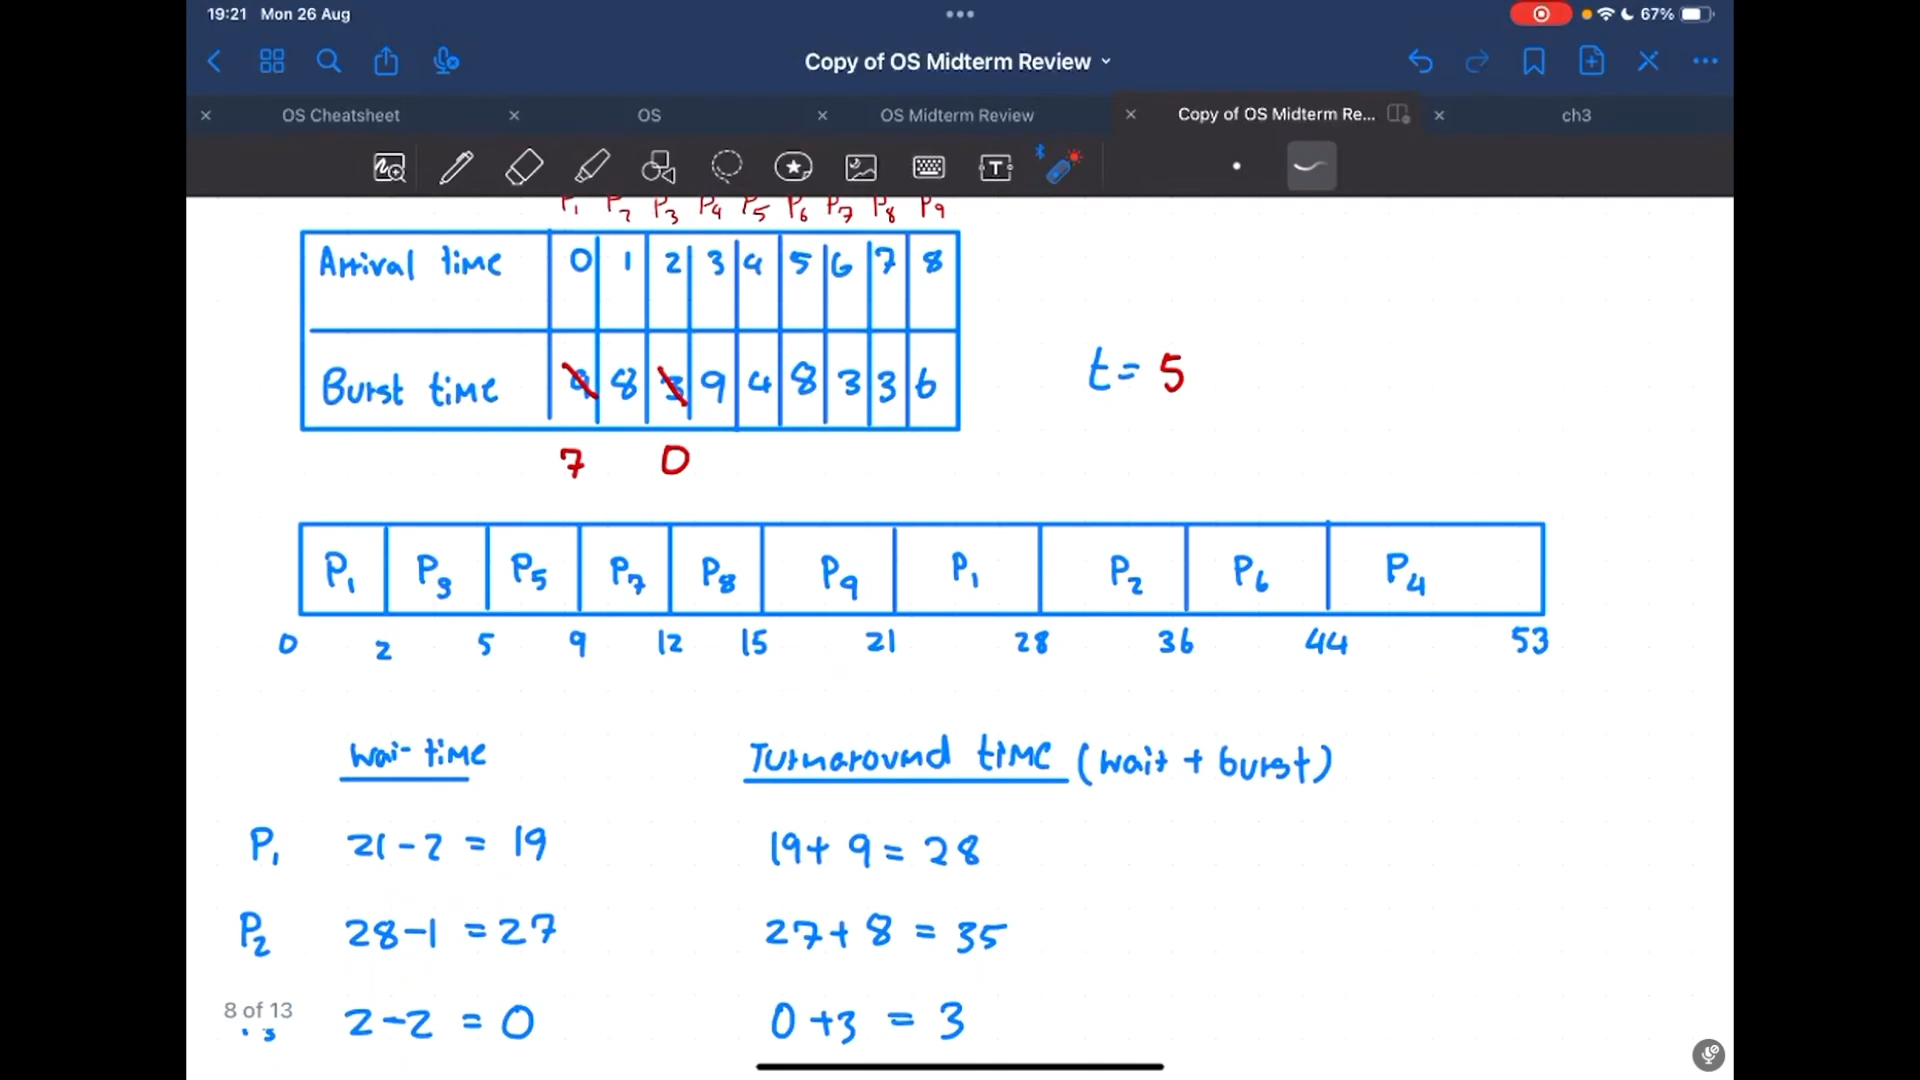 19:21 Mon 26 Aug 67%
Copy of OS Midterm Review
OS Cheatsheet OS OS Midterm Review Copy of OS Midterm Re... ch3
P1 P2 P3 P4 P5 P6 P7 P8 P9
Arrival time 0 1 2 3 4 5 6 7 8
Burst time 9 8 3 9 4 8 3 3 6
t = 5
7 0
P1 P3 P5 P7 P8 P9 P1 P2 P6 P4
0 2 5 9 12 15 21 28 36 44 53
wai-time Turnaround time (wait + burst)
P1 21-2 = 19 19+ 9 = 28
P2 28-1 = 27 27+ 8 = 35
8 of 13
2-2 = 0 0+3 = 3